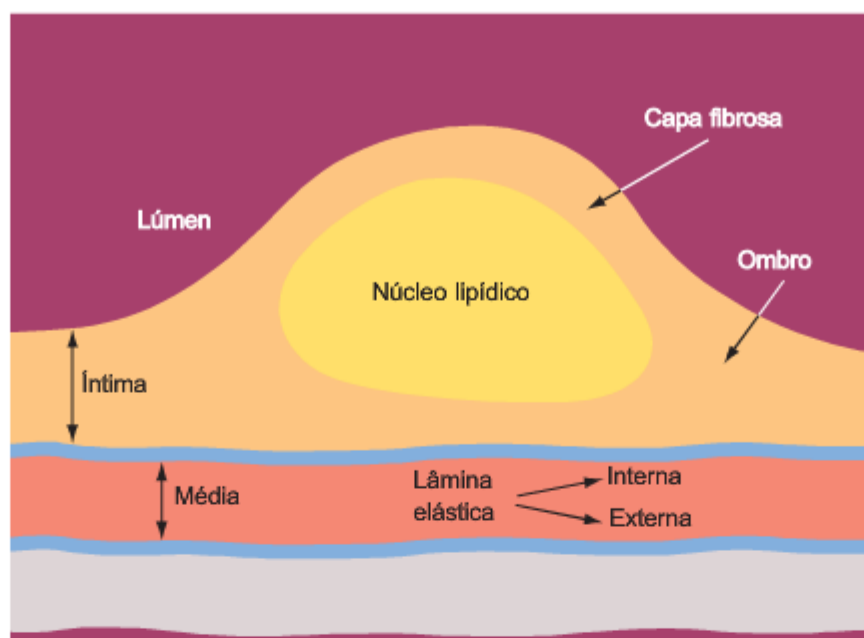 Capa fibrosa
Lúmen
Ombro
Núcleo lipídico
Íntima
Média
Lâmina
elástica
Interna
Externa